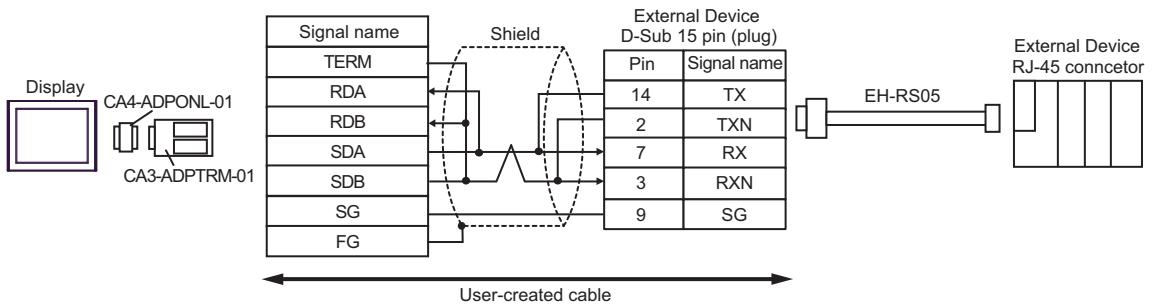 Display
CA4-ADPONL-01
CA3-ADPTRM-01
Signal name
TERM
RDA
RDB
SDA
SDB
SG
FG
Shield
External Device
D-Sub 15 pin (plug)
Pin Signal name
14 TX
2 TXN
7 RX
3 RXN
9 SG
EH-RS05
External Device
RJ-45 conncetor
User-created cable